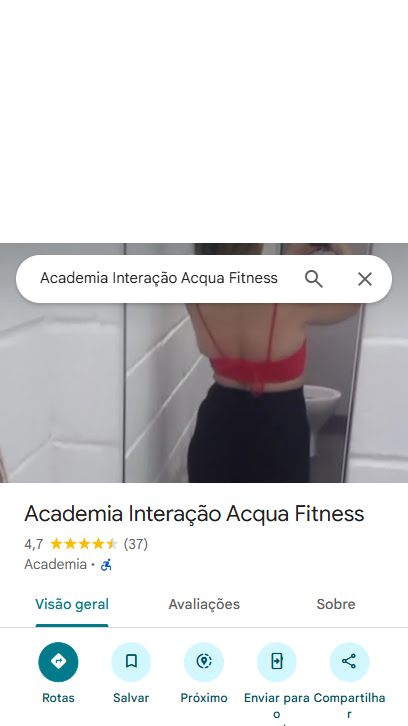 Academia Interação Acqua Fitness
Academia Interação Acqua Fitness
4,7 (37)
Academia ·
Visão geral Avaliações Sobre
Rotas Salvar Próximo Enviar para o Compartilhar